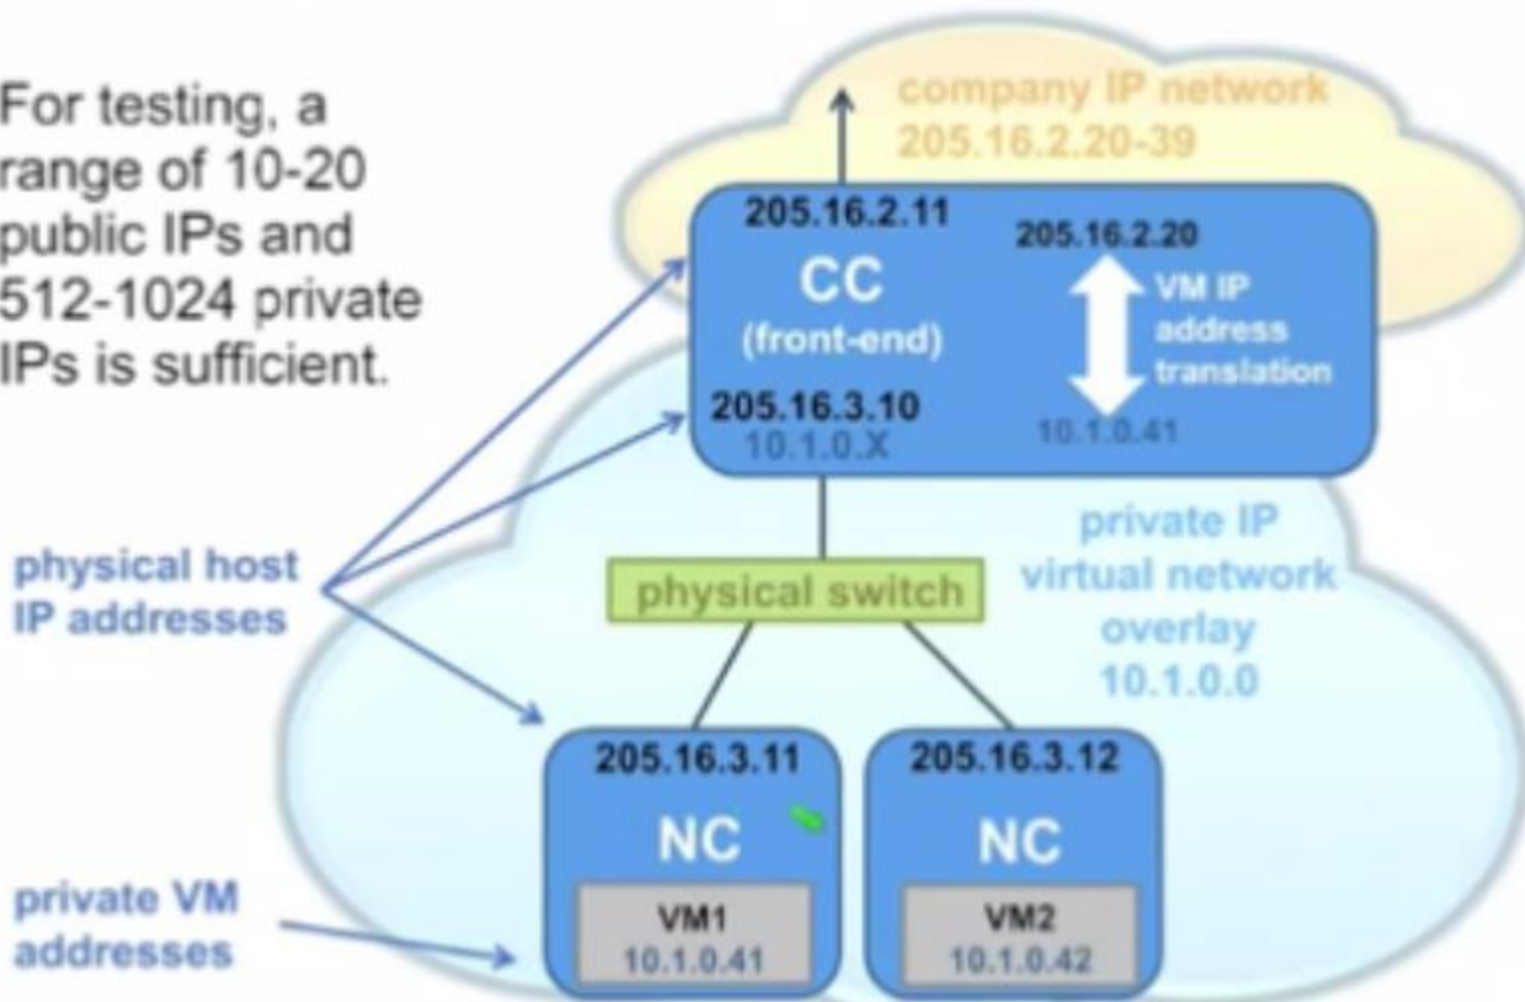 For testing, a
range of 10-20
public IPs and
512-1024 private
IPs is sufficient.
company IP network
205.16.2.20-39
205.16.2.11
205.16.2.20
CC
(front-end)
VM IP
address
translation
205.16.3.10
10.1.0.X
10.1.0.41
physical host
IP addresses
physical switch
private IP
virtual network
overlay
10.1.0.0
205.16.3.11
NC
VM1
10.1.0.41
205.16.3.12
NC
VM2
10.1.0.42
private VM
addresses